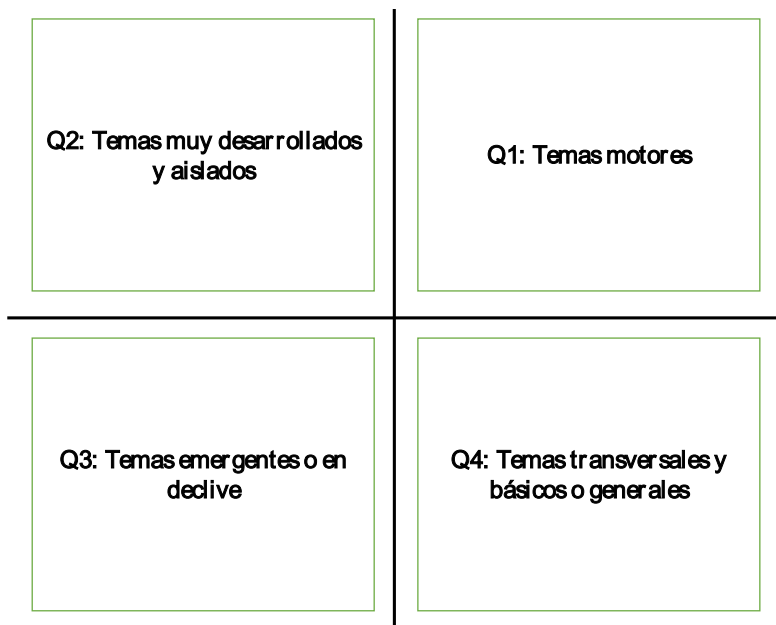 Q2: Temas muy desarrollados
y aislados
Q1: Temas motores
Q3: Temas emergentes o en
declive
Q4: Temas transversales y
básicos o generales